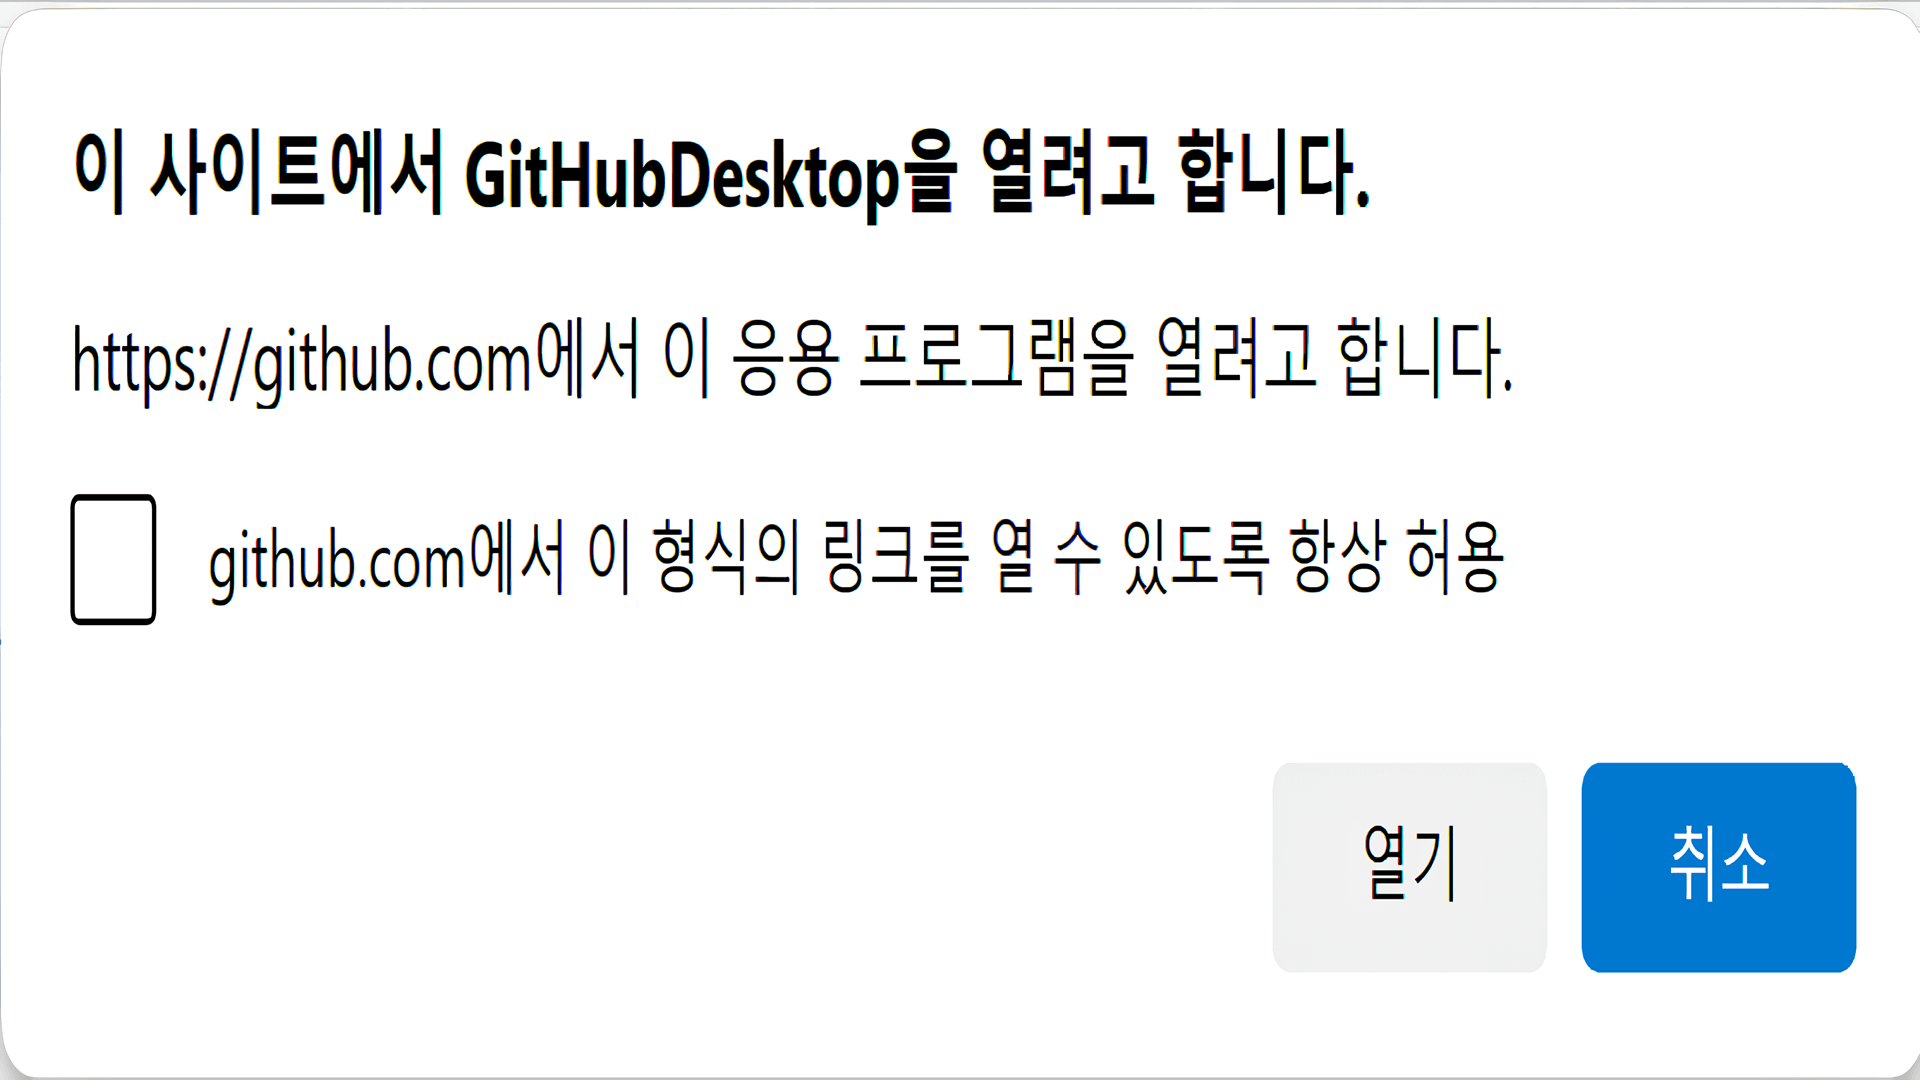 이 사이트에서 GitHubDesktop을 열려고 합니다.
https://github.com에서 이 응용 프로그램을 열려고 합니다.
github.com에서 이 형식의 링크를 열 수 있도록 항상 허용
열기 취소